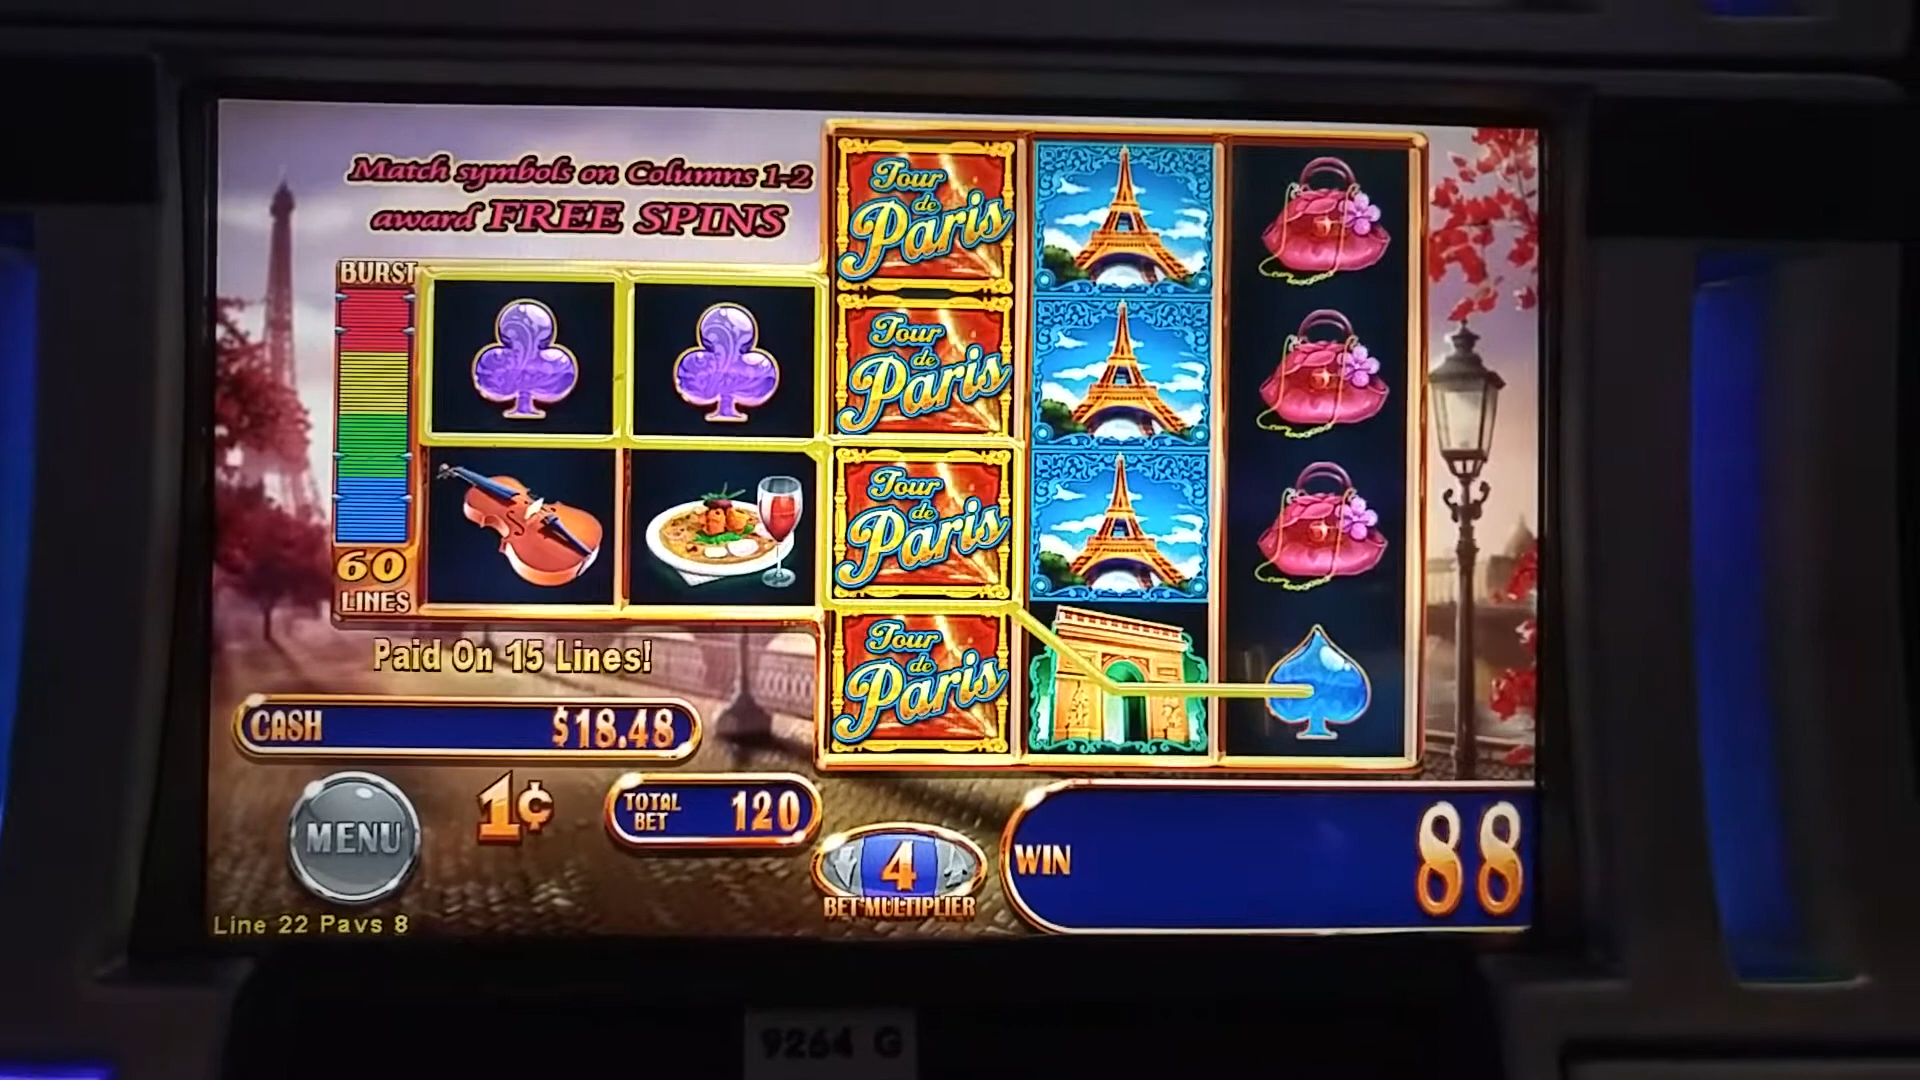 Match symbols on Columns 1-2
award FREE SPINS
BURST
60
LINES
Tour
de
Paris
Tour
de
Paris
Tour
de
Paris
Tour
de
Paris
Paid On 15 Lines!
CASH $18.48
MENU
1¢
TOTAL
BET
120
4
BET MULTIPLIER
WIN 88
Line 22 Pays 8
9264 G